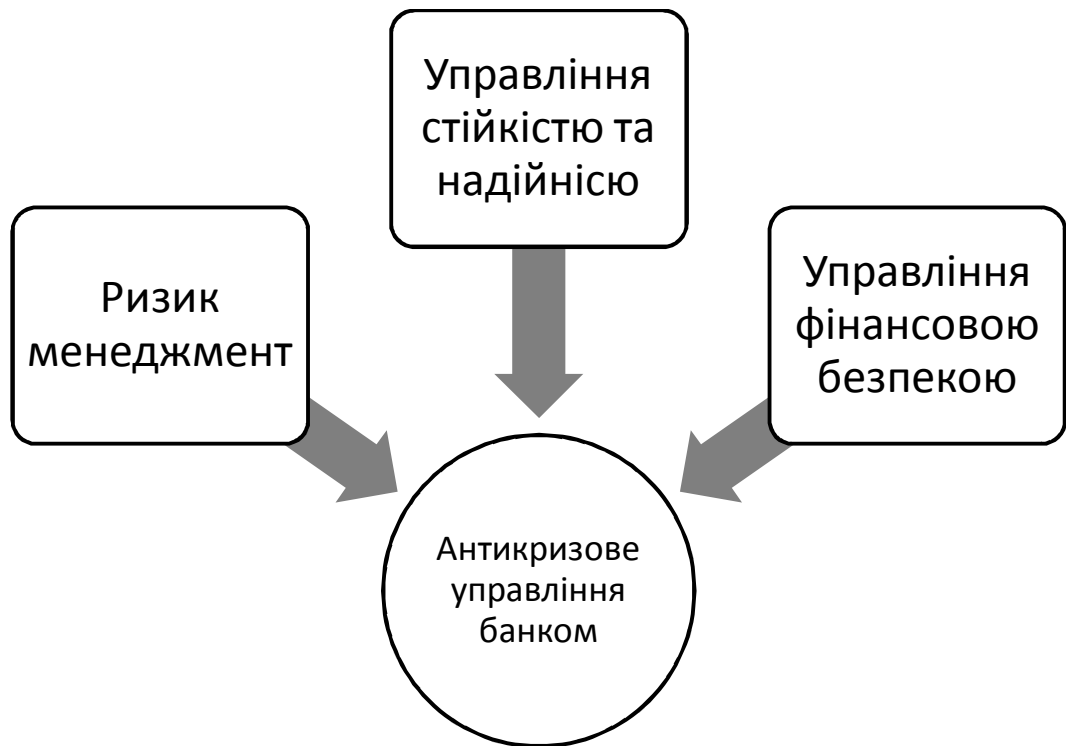 Управління
стійкістю та
надійнісю
Ризик
менеджмент
Управління
фінансовою
безпекою
Антикризове
управління
банком